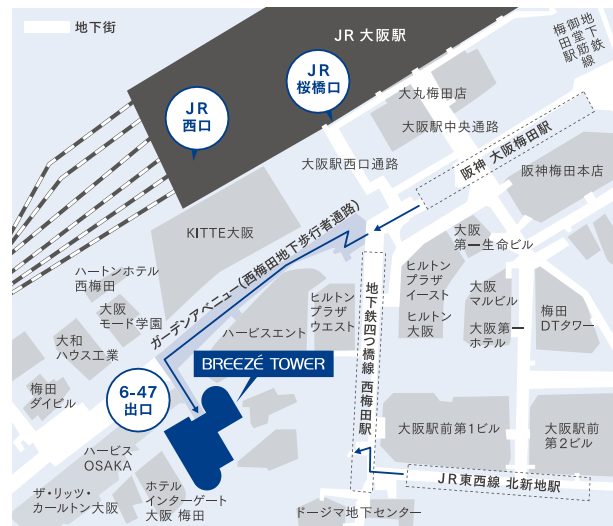 地下街
JR 大阪駅
JR
西口
JR
桜橋口
大丸梅田店
大阪駅中央通路
大阪駅西口通路
地下鉄
御堂筋線
梅田駅
阪神 大阪梅田駅
阪神梅田本店
KITTE大阪
ガーデンアベニュー(西梅田地下歩行者通路)
大阪
第一生命ビル
ハートンホテル
西梅田
大阪
モード学園
大和
ハウス工業
梅田
ダイビル
ハービスエント
ヒルトン
プラザ
ウエスト
地下鉄四つ橋線 西梅田駅
ヒルトン
プラザ
イースト
ヒルトン
大阪
大阪
マルビル
大阪第一
ホテル
梅田
DTタワー
BREEZÉ TOWER
6-47
出口
ハービス
OSAKA
ザ・リッツ・
カールトン大阪
ホテル
インターゲート
大阪 梅田
大阪駅前第1ビル
大阪駅前
第2ビル
JR東西線 北新地駅
ドージマ地下センター